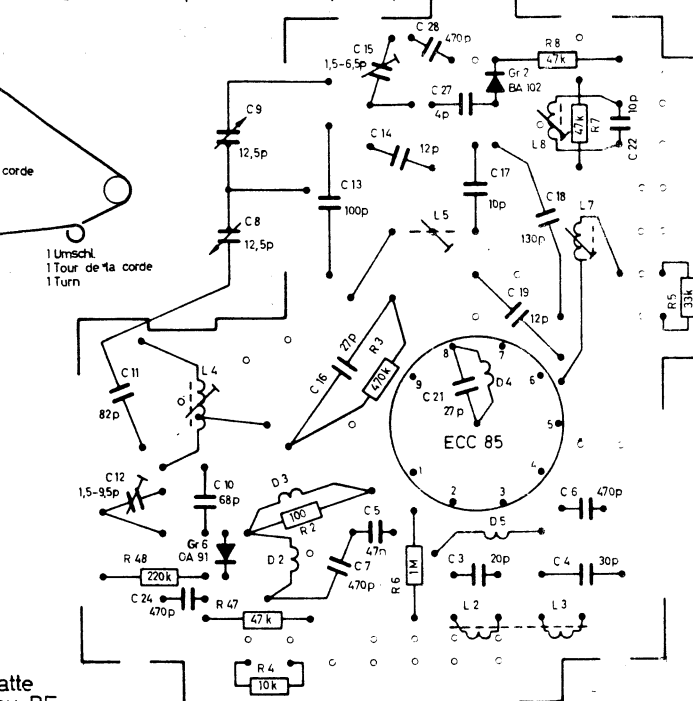 C 28
470p
C 15
1,5-6,5p
R 8
47k
Gr 2
BA 102
C 27
4p
10p
C 22
47k
R 7
L 8
C 9
12,5p
C 14
12p
corde
C 13
100p
C 17
10p
C 18
130p
L 7
L 5
C 8
12,5p
1 Umschl.
1 Tour de la corde
1 Turn
R 5
33k
C 19
12p
27p
C 16
R 3
470k
L 4
C 11
82p
8
7
9
6
D 4
C 21
27p
5
ECC 85
1
4
2
3
C 12
1,5-9,5p
C 10
68p
D 3
100
R 2
C 6
470p
C 5
47n
D 5
Gr 6
OA 91
D 2
C 7
470p
R 6
1M
C 3
20p
C 4
30p
R 48
220k
C 24
470p
R 47
47k
L 2
L 3
R 4
10k
atte